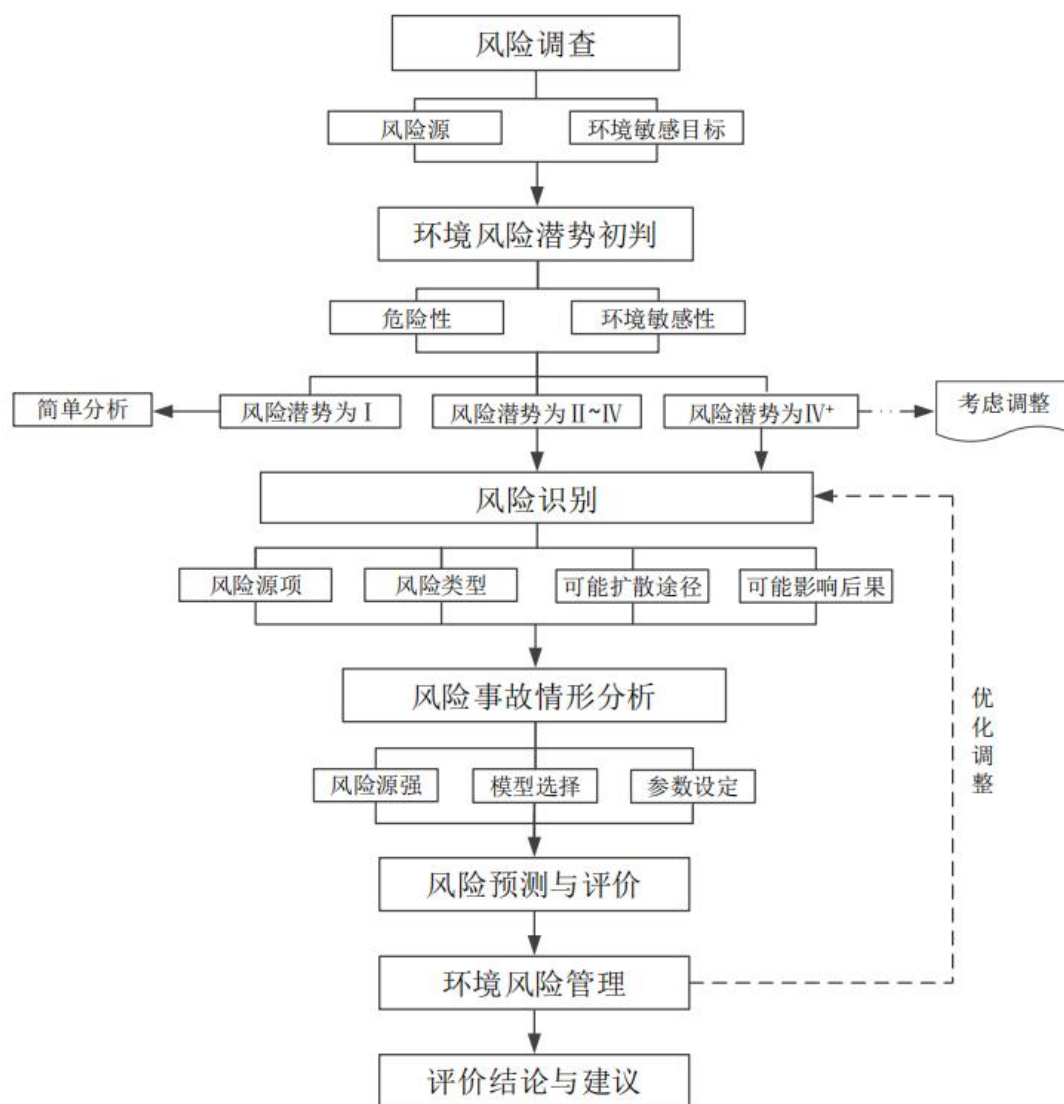 风险调查
风险源
环境敏感目标
环境风险潜势初判
危险性
环境敏感性
简单分析
风险潜势为Ⅰ
风险潜势为Ⅱ~Ⅳ
风险潜势为Ⅳ⁺
考虑调整
风险识别
风险源项
风险类型
可能扩散途径
可能影响后果
风险事故情形分析
优化调整
风险源强
模型选择
参数设定
风险预测与评价
环境风险管理
评价结论与建议